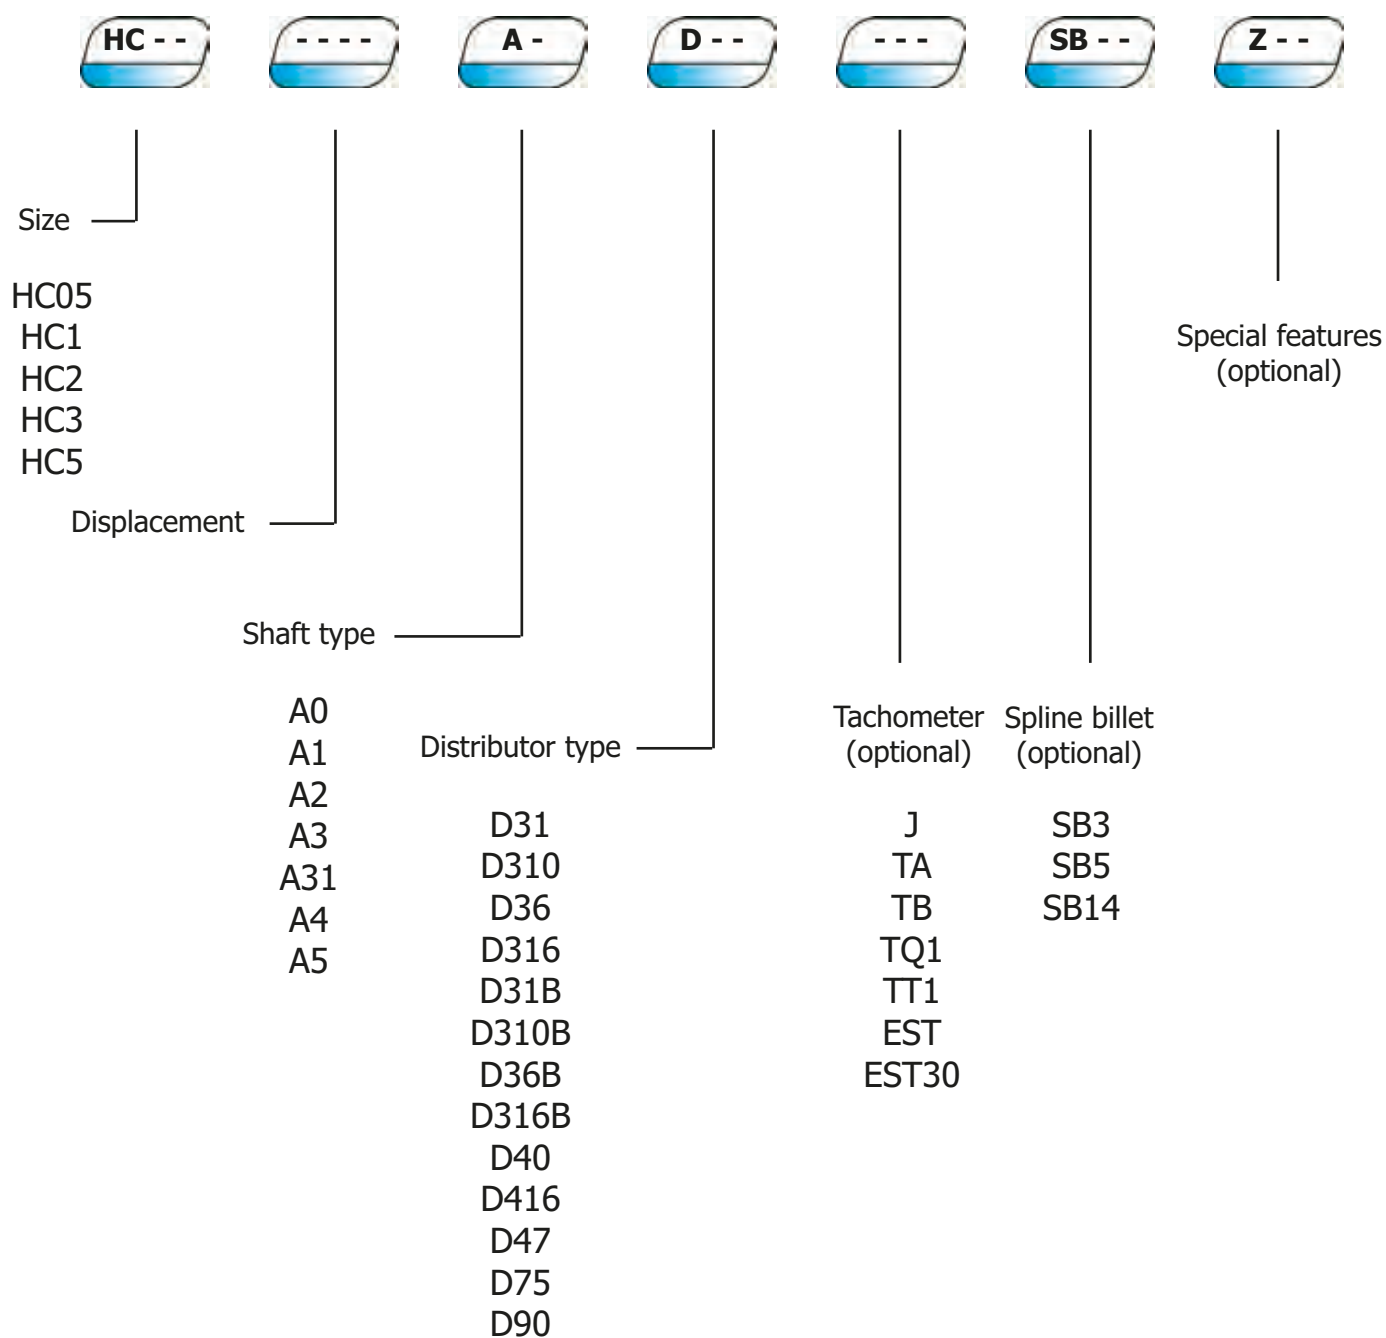 HC - -
- - - -
A -
D - -
- - -
SB - -
Z - -
Size
HC05
HC1
HC2
HC3
HC5
Displacement
Shaft type
A0
A1
A2
A3
A31
A4
A5
Distributor type
D31
D310
D36
D316
D31B
D310B
D36B
D316B
D40
D416
D47
D75
D90
Tachometer
(optional)
J
TA
TB
TQ1
TT1
EST
EST30
Spline billet
(optional)
SB3
SB5
SB14
Special features
(optional)